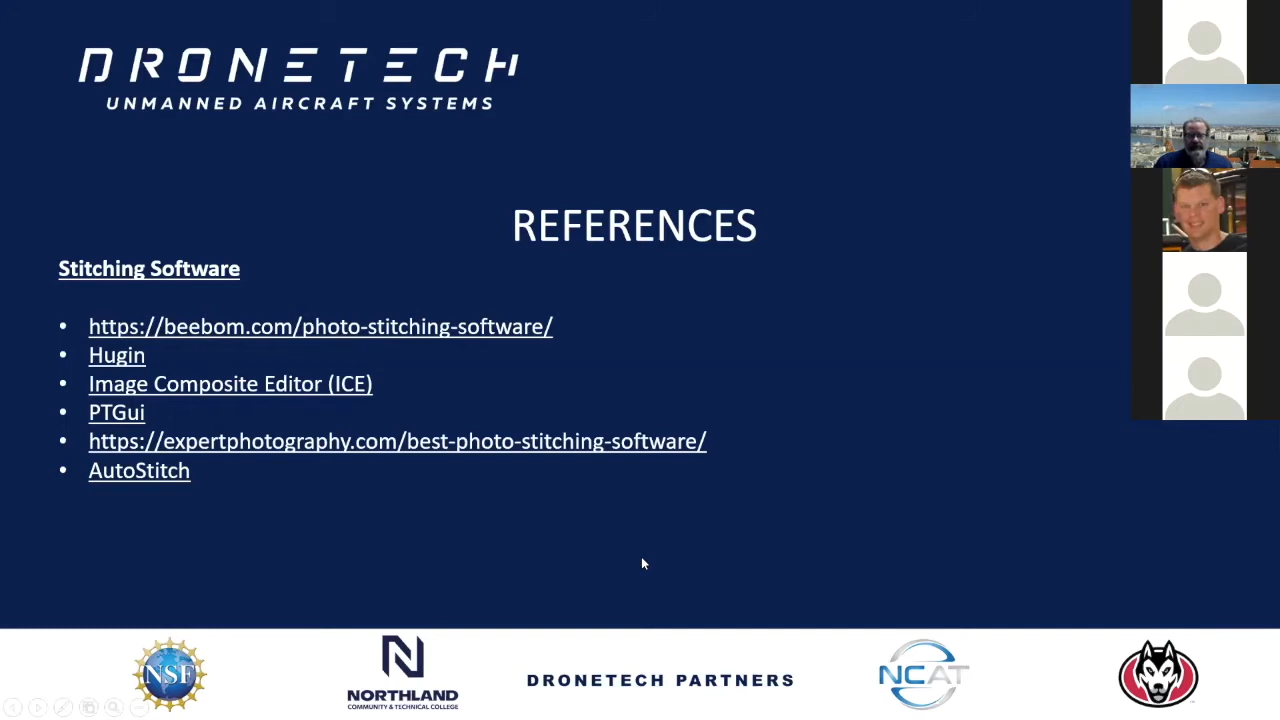 DRONETECH
UNMANNED AIRCRAFT SYSTEMS
REFERENCES
Stitching Software
• https://beebom.com/photo-stitching-software/
• Hugin
• Image Composite Editor (ICE)
• PTGui
• https://expertphotography.com/best-photo-stitching-software/
• AutoStitch
NSF
NORTHLAND
COMMUNITY & TECHNICAL COLLEGE
DRONETECH PARTNERS
NCAT